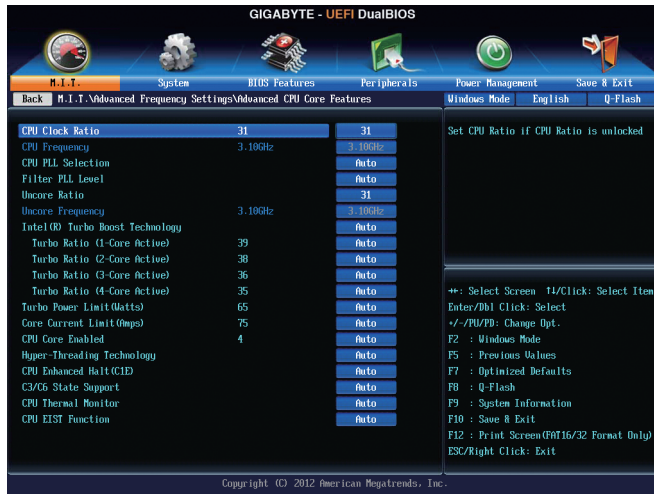 GIGABYTE - UEFI DualBIOS
M.I.T.
System
BIOS Features
Peripherals
Power Management
Save & Exit
Back M.I.T.\Advanced Frequency Settings\Advanced CPU Core Features
Windows Mode English Q-Flash
CPU Clock Ratio 31 31
CPU Frequency 3.10GHz 3.10GHz
CPU PLL Selection Auto
Filter PLL Level Auto
Uncore Ratio 31
Uncore Frequency 3.10GHz 3.10GHz
Intel(R) Turbo Boost Technology Auto
Turbo Ratio (1-Core Active) 39 Auto
Turbo Ratio (2-Core Active) 38 Auto
Turbo Ratio (3-Core Active) 36 Auto
Turbo Ratio (4-Core Active) 35 Auto
Turbo Power Limit(Watts) 65 Auto
Core Current Limit(Amps) 75 Auto
CPU Core Enabled 4 Auto
Hyper-Threading Technology Auto
CPU Enhanced Halt(C1E) Auto
C3/C6 State Support Auto
CPU Thermal Monitor Auto
CPU EIST Function Auto
Set CPU Ratio if CPU Ratio is unlocked
→←: Select Screen ↑↓/Click: Select Item
Enter/Dbl Click: Select
+/-/PU/PD: Change Opt.
F2 : Windows Mode
F5 : Previous Values
F7 : Optimized Defaults
F8 : Q-Flash
F9 : System Information
F10 : Save & Exit
F12 : Print Screen(FAT16/32 Format Only)
ESC/Right Click: Exit
Copyright (C) 2012 American Megatrends, Inc.